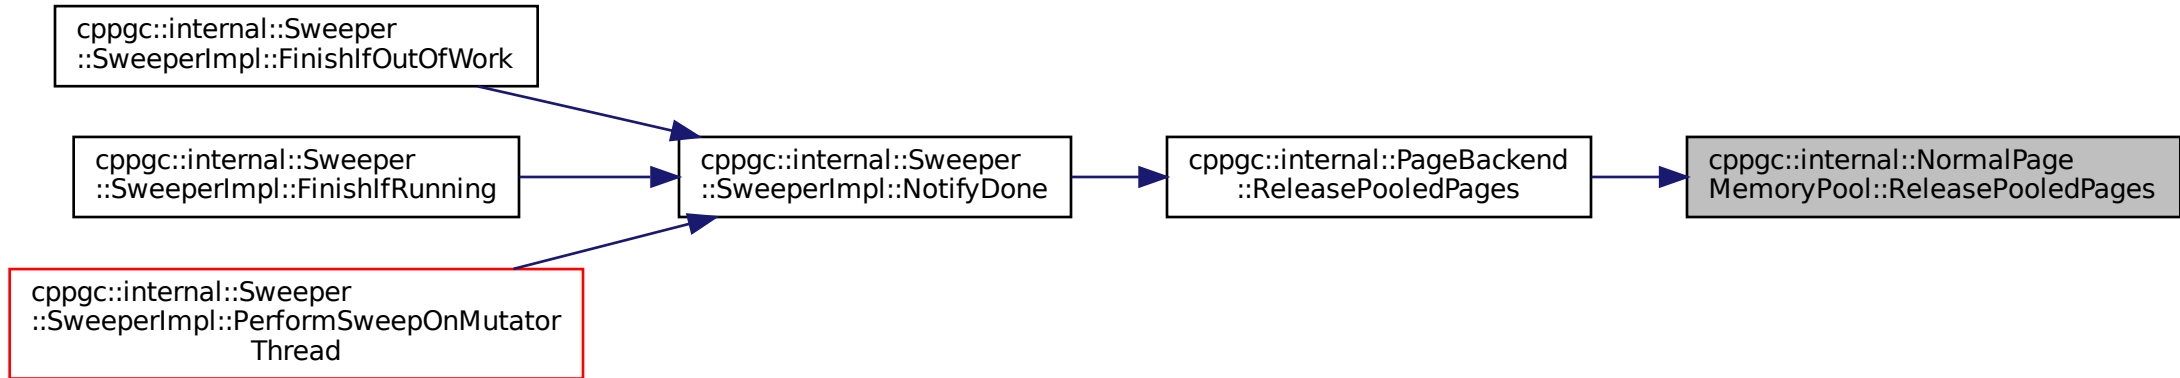 cppgc::internal::Sweeper
::SweeperImpl::FinishIfOutOfWork
cppgc::internal::Sweeper
::SweeperImpl::FinishIfRunning
cppgc::internal::Sweeper
::SweeperImpl::PerformSweepOnMutator
Thread
cppgc::internal::Sweeper
::SweeperImpl::NotifyDone
cppgc::internal::PageBackend
::ReleasePooledPages
cppgc::internal::NormalPage
MemoryPool::ReleasePooledPages